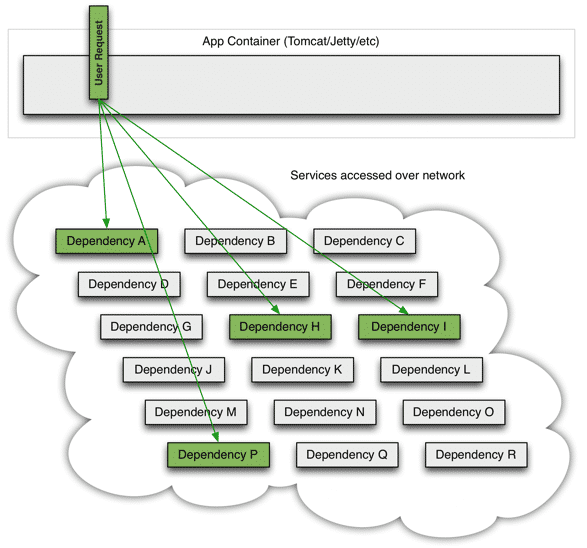 User Request
App Container (Tomcat/Jetty/etc)
Services accessed over network
Dependency A
Dependency B
Dependency C
Dependency D
Dependency E
Dependency F
Dependency G
Dependency H
Dependency I
Dependency J
Dependency K
Dependency L
Dependency M
Dependency N
Dependency O
Dependency P
Dependency Q
Dependency R